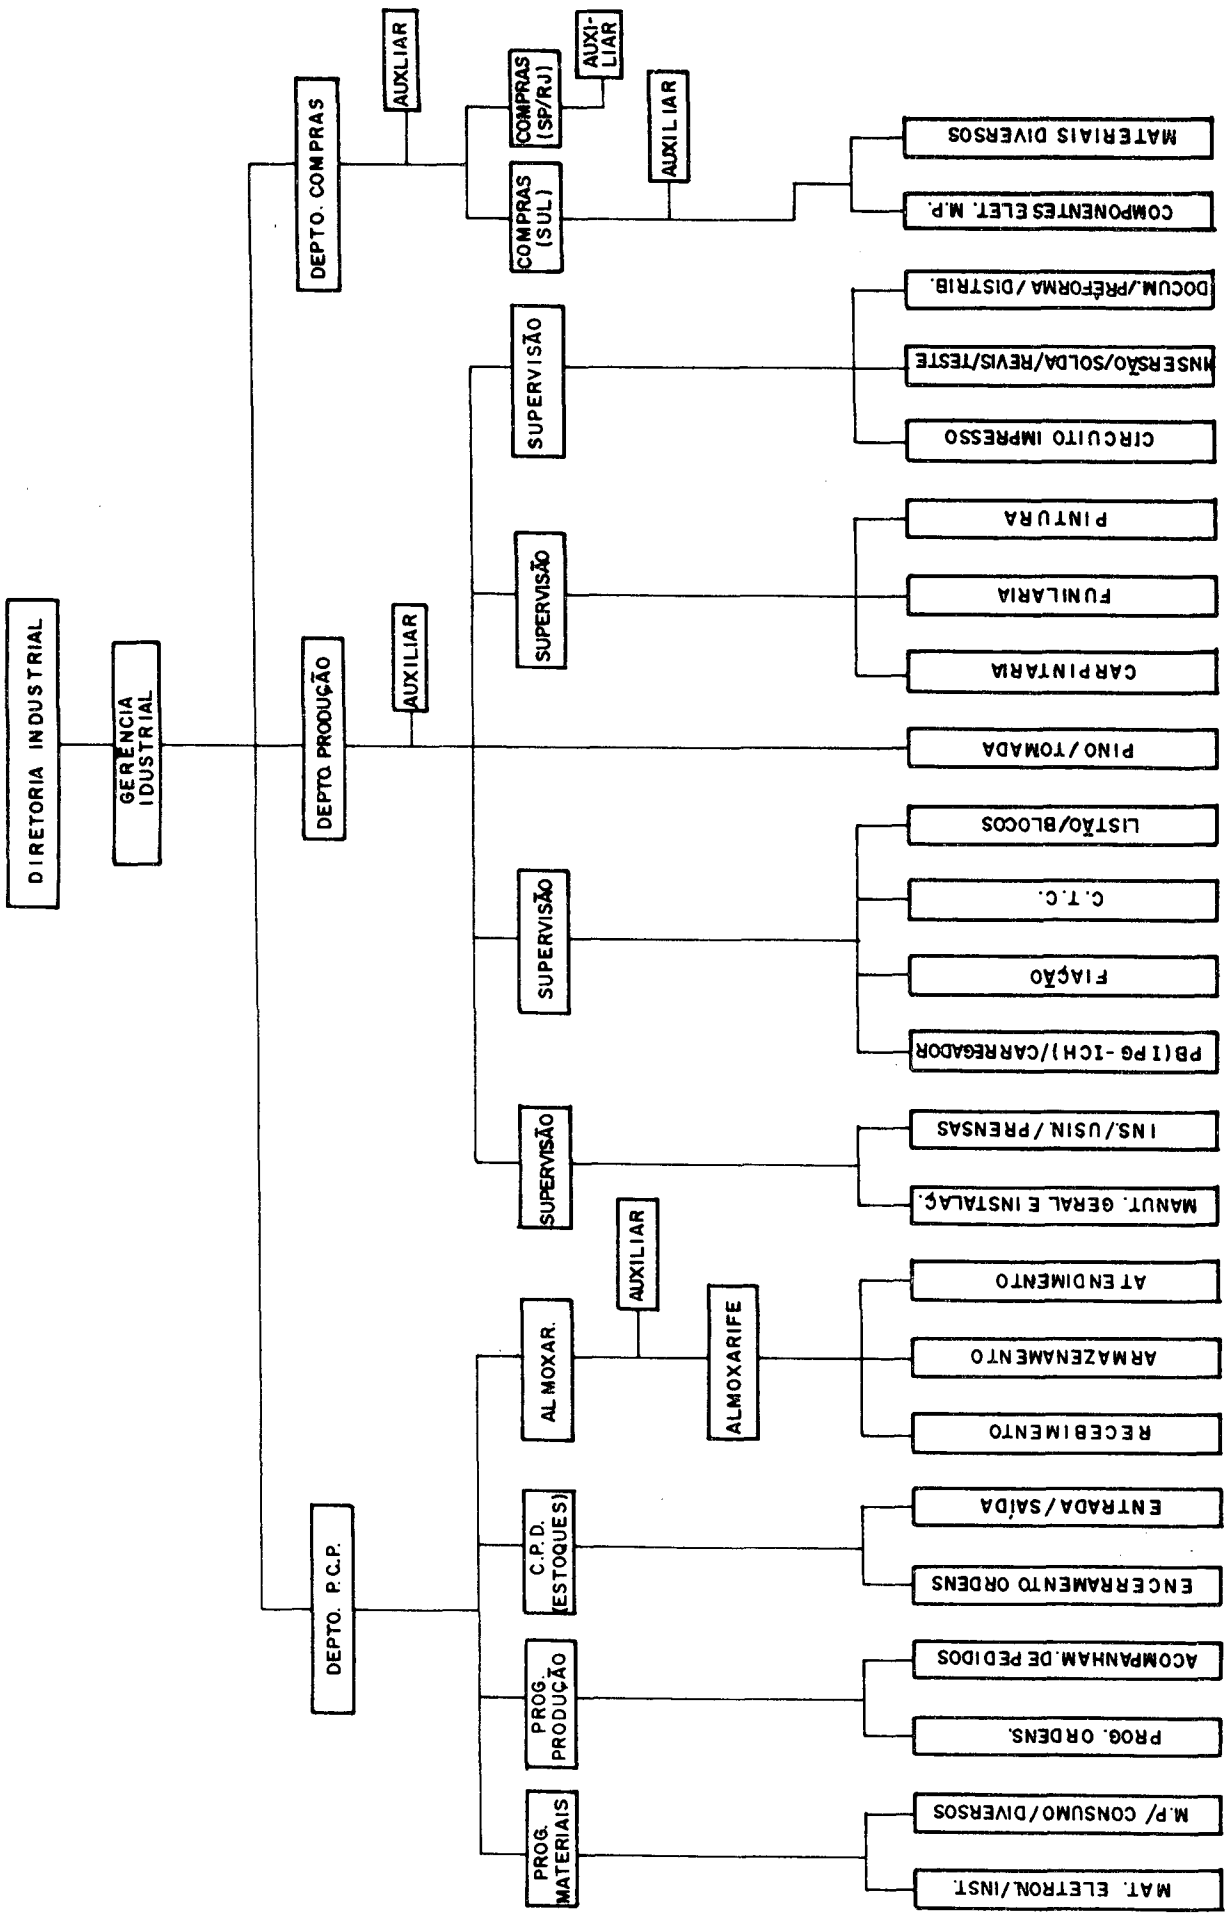 DIRETORIA INDUSTRIAL
GERÊNCIA
IDUSTRIAL
DEPTO. P.C.P.
DEPTO. PRODUÇÃO
DEPTO. COMPRAS
AUXILIAR
AUXLIAR
PROG.
MATERIAIS
PROG.
PRODUÇÃO
C.P.D.
(ESTOQUES)
ALMOXAR.
SUPERVISÃO
SUPERVISÃO
SUPERVISÃO
SUPERVISÃO
COMPRAS
(SUL)
COMPRAS
(SP/RJ)
AUXILIAR
AUXILIAR
AUXI-
LIAR
ALMOXARIFE
MAT. ELETRON./INST.
M.P./ CONSUMO/DIVERSOS
PROG. ORDENS.
ACOMPANHAM. DE PEDIDOS
ENCERRAMENTO ORDENS
ENTRADA/SAÍDA
RECEBIMENTO
ARMAZENAMENTO
ATENDIMENTO
MANUT. GERAL E INSTALAÇ.
INS./USIN./PRENSAS
PB(IPG-ICH)/CARREGADOR
FIAÇÃO
C.T.C.
LISTÃO/BLOCOS
PINO/TOMADA
CARPINTARIA
FUNILARIA
PINTURA
CIRCUITO IMPRESSO
INSERSÃO/SOLDA/REVIS/TESTE
DOCUM./PRÊFORMA/DISTRIB.
COMPONENTES ELET. M.P.
MATERIAIS DIVERSOS